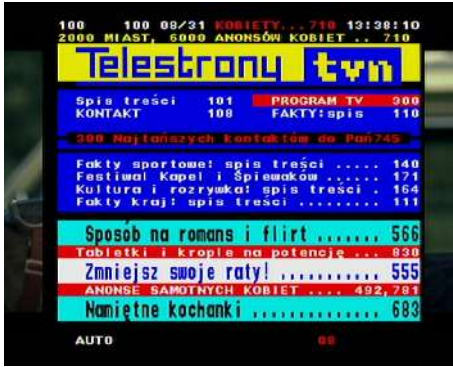 100 100 08/31 KOBIETY...710 13:38:10
2000 MIAST, 6000 ANONSÓW KOBIET .. 710
Telestrony tvn
Spis treści 101 PROGRAM TV 300
KONTAKT 108 FAKTY:spis 110
300 Najtańszych kontaktów do Pań745
Fakty sportowe: spis treści ..... 140
Festiwal Kapel i Śpiewaków ...... 171
Kultura i rozrywka: spis treści . 164
Fakty kraj: spis treści ......... 111
Sposób na romans i flirt ....... 566
Tabletki i krople na potencję ... 830
Zmniejsz swoje raty! ........... 555
ANONSE SAMOTNYCH KOBIET .... 492,781
Namiętne kochanki .............. 683
AUTO 08